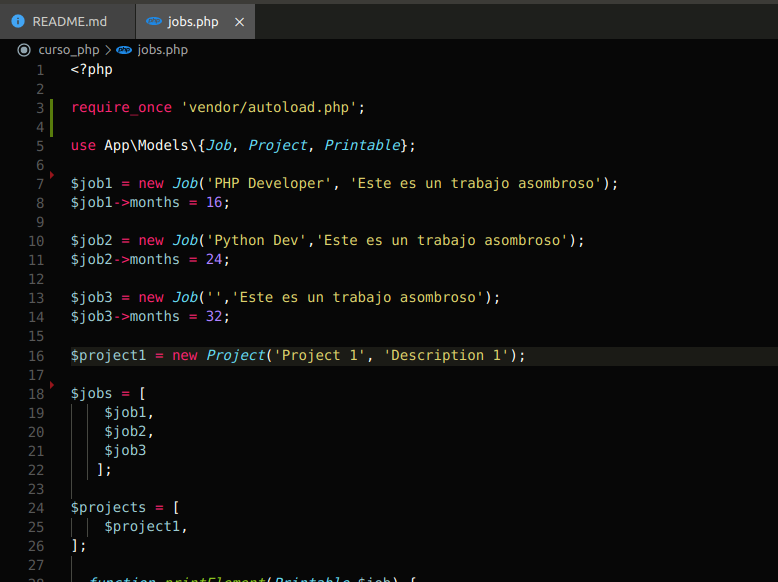 README.md jobs.php
curso_php > jobs.php
1 <?php
2
3 require_once 'vendor/autoload.php';
4
5 use App\Models\{Job, Project, Printable};
6
7 $job1 = new Job('PHP Developer', 'Este es un trabajo asombroso');
8 $job1->months = 16;
9
10 $job2 = new Job('Python Dev','Este es un trabajo asombroso');
11 $job2->months = 24;
12
13 $job3 = new Job('','Este es un trabajo asombroso');
14 $job3->months = 32;
15
16 $project1 = new Project('Project 1', 'Description 1');
17
18 $jobs = [
19 $job1,
20 $job2,
21 $job3
22 ];
23
24 $projects = [
25 $project1,
26 ];
27
28 function printElement(Printable $job) {